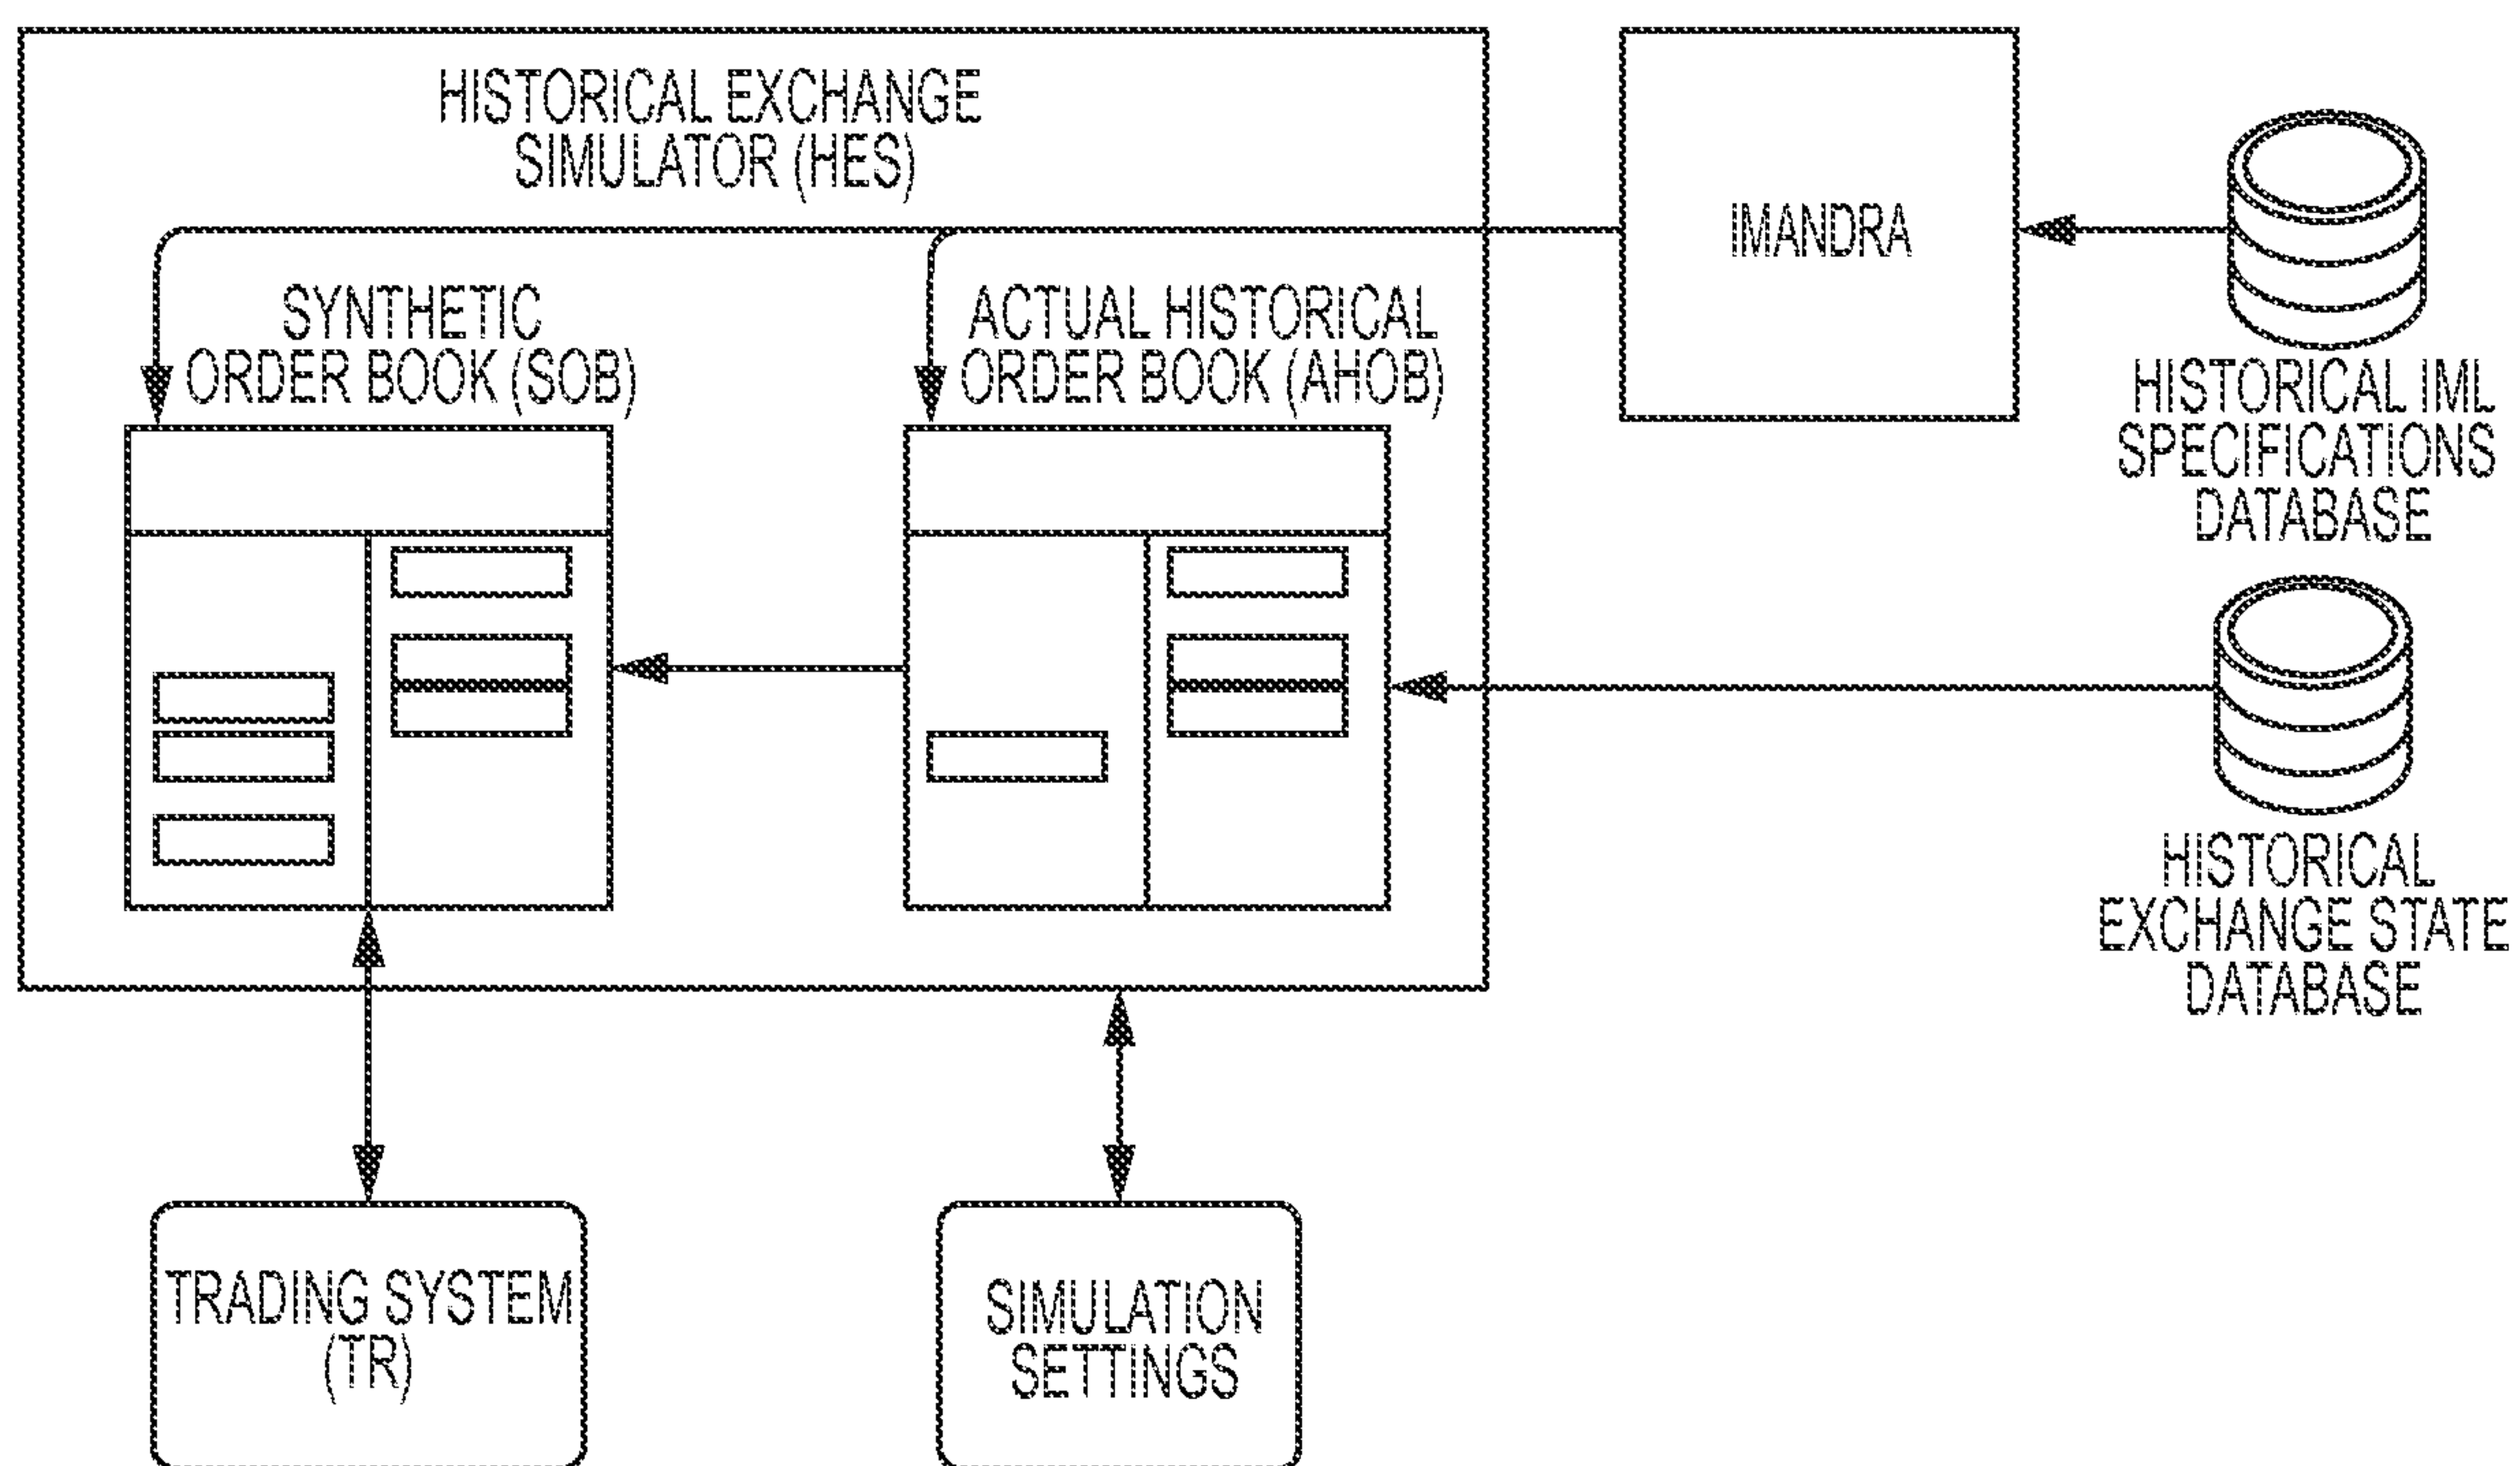 HISTORICAL EXCHANGE
SIMULATOR (HES)
IMANDRA
SYNTHETIC
ORDER BOOK (SOB)
ACTUAL HISTORICAL
ORDER BOOK (AHOB)
HISTORICAL IML
SPECIFICATIONS
DATABASE
HISTORICAL
EXCHANGE STATE
DATABASE
TRADING SYSTEM
(TR)
SIMULATION
SETTINGS